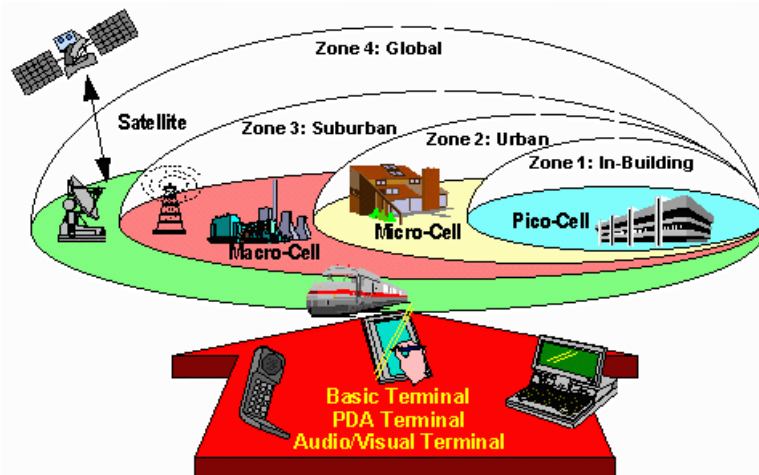 Zone 4: Global
Satellite
Zone 3: Suburban
Zone 2: Urban
Zone 1: In-Building
Pico-Cell
Micro-Cell
Macro-Cell
Basic Terminal
PDA Terminal
Audio/Visual Terminal